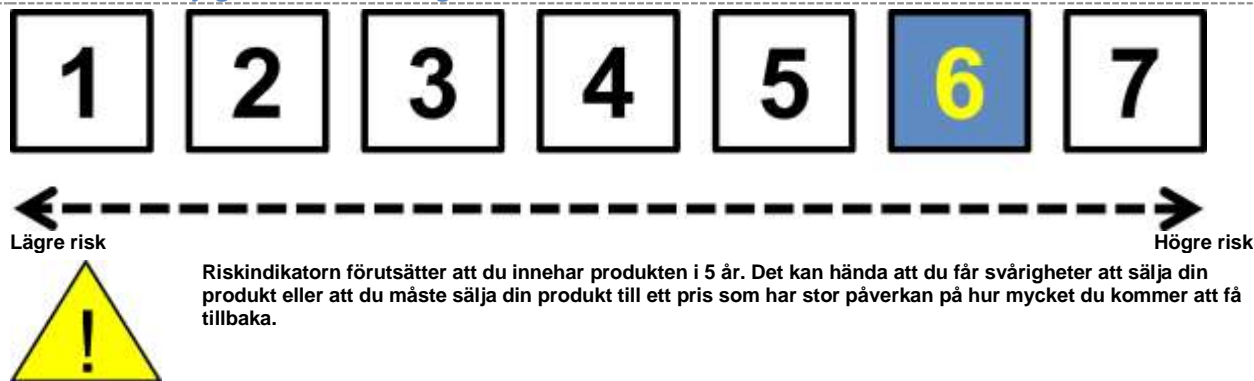 1 2 3 4 5 6 7
Lägre risk Högre risk
!
Riskindikatorn förutsätter att du innehar produkten i 5 år. Det kan hända att du får svårigheter att sälja din
produkt eller att du måste sälja din produkt till ett pris som har stor påverkan på hur mycket du kommer att få
tillbaka.